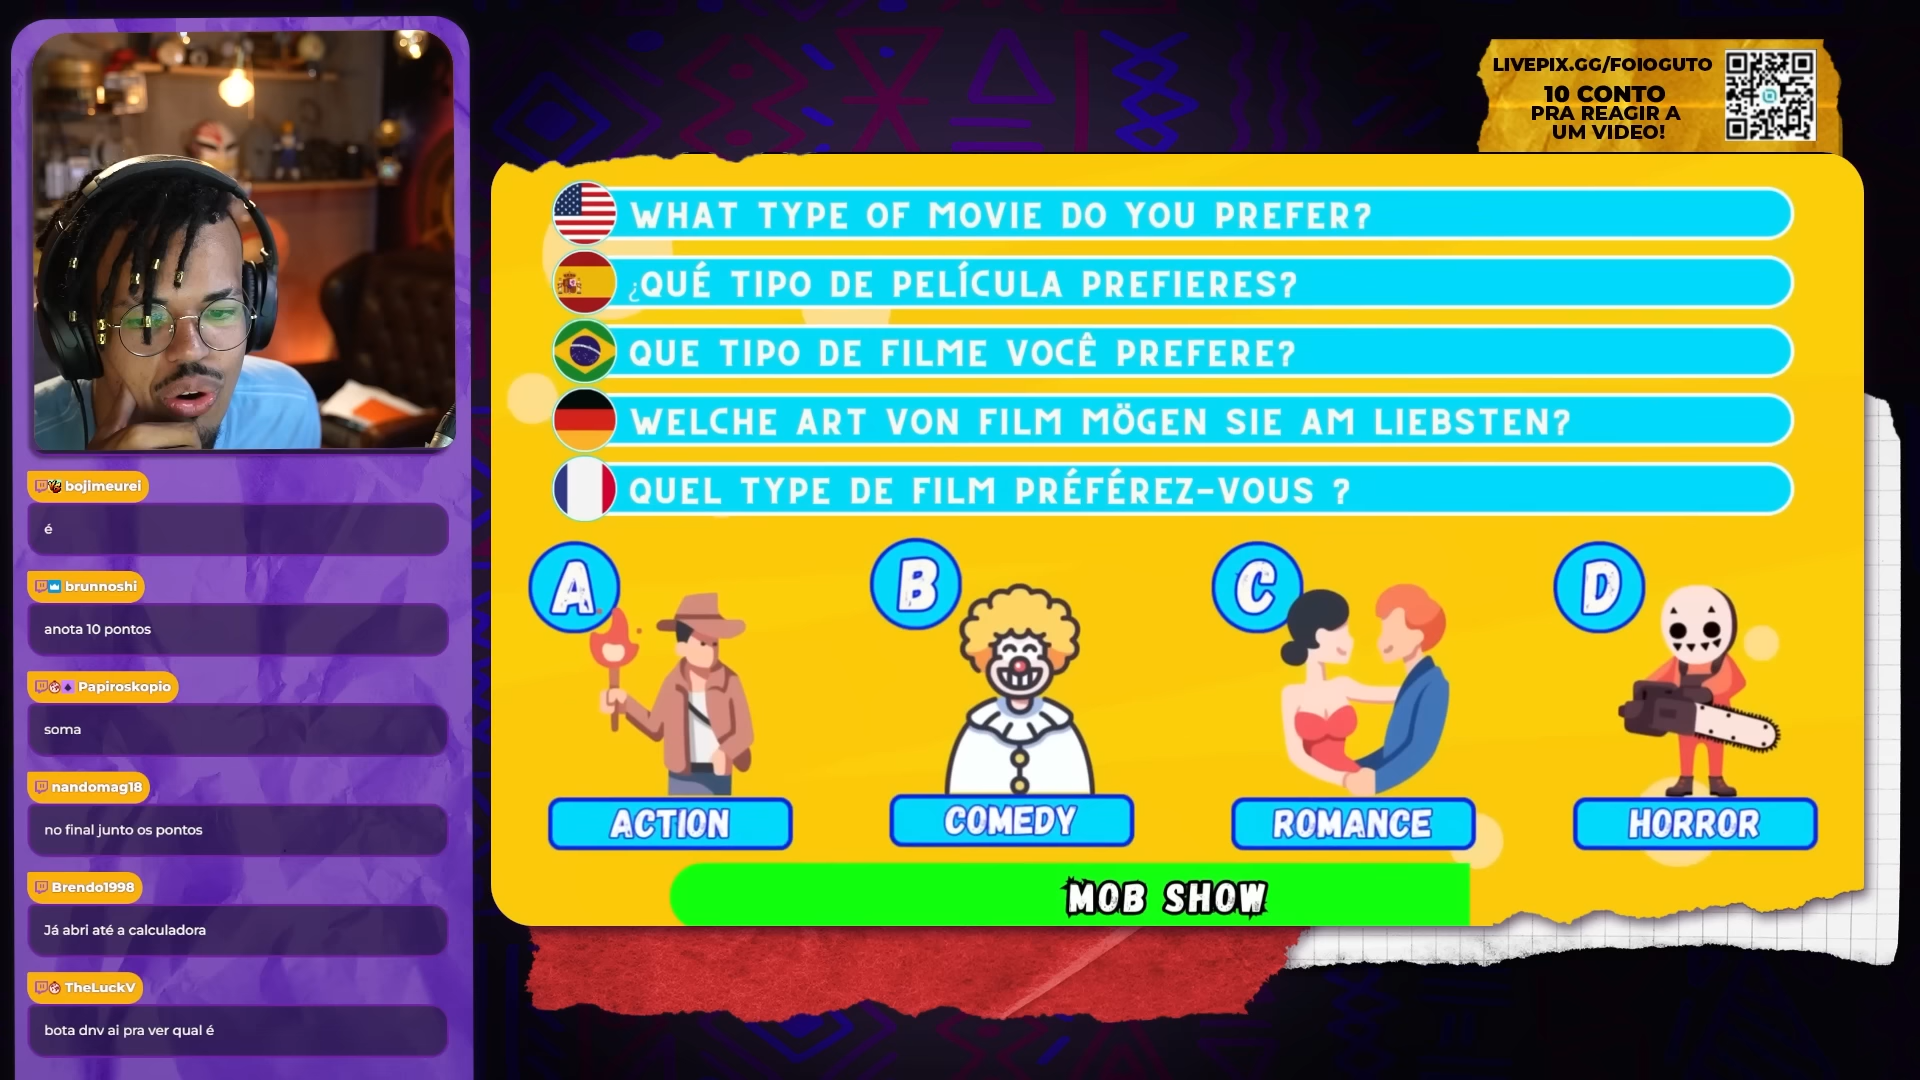 bojimeurei
é
brunnoshi
anota 10 pontos
Papiroskopio
soma
nandomag18
no final junto os pontos
Brendo1998
Já abri até a calculadora
TheLuckV
bota dnv ai pra ver qual é
LIVEPIX.GG/FOIOGUTO
10 CONTO
PRA REAGIR A
UM VIDEO!
WHAT TYPE OF MOVIE DO YOU PREFER?
¿QUÉ TIPO DE PELÍCULA PREFIERES?
QUE TIPO DE FILME VOCÊ PREFERE?
WELCHE ART VON FILM MÖGEN SIE AM LIEBSTEN?
QUEL TYPE DE FILM PRÉFÉREZ-VOUS ?
A
B
C
D
ACTION
COMEDY
ROMANCE
HORROR
MOB SHOW